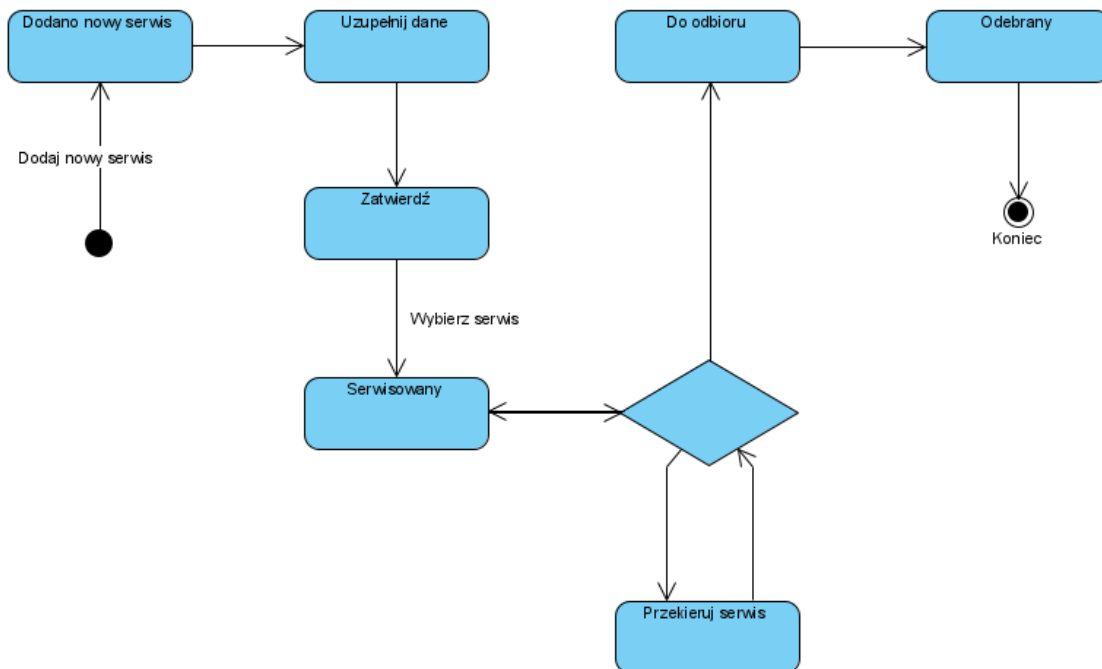 Dodano nowy serwis
Uzupełnij dane
Do odbioru
Odebrany
Dodaj nowy serwis
Zatwierdź
Koniec
Wybierz serwis
Serwisowany
Przekieruj serwis